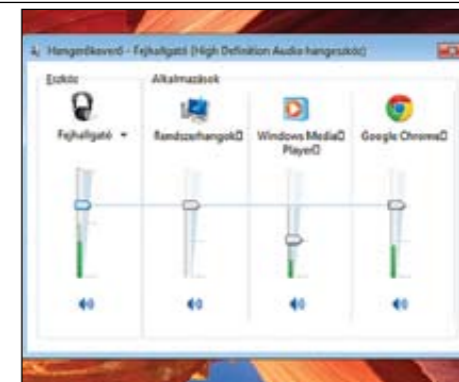 Hangerőkeverő - Fejhallgató (High Definition Audio hangeszköz)
Eszköz
Alkalmazások
Fejhallgató
Rendszerhangok
Windows Media
Player
Google Chrome